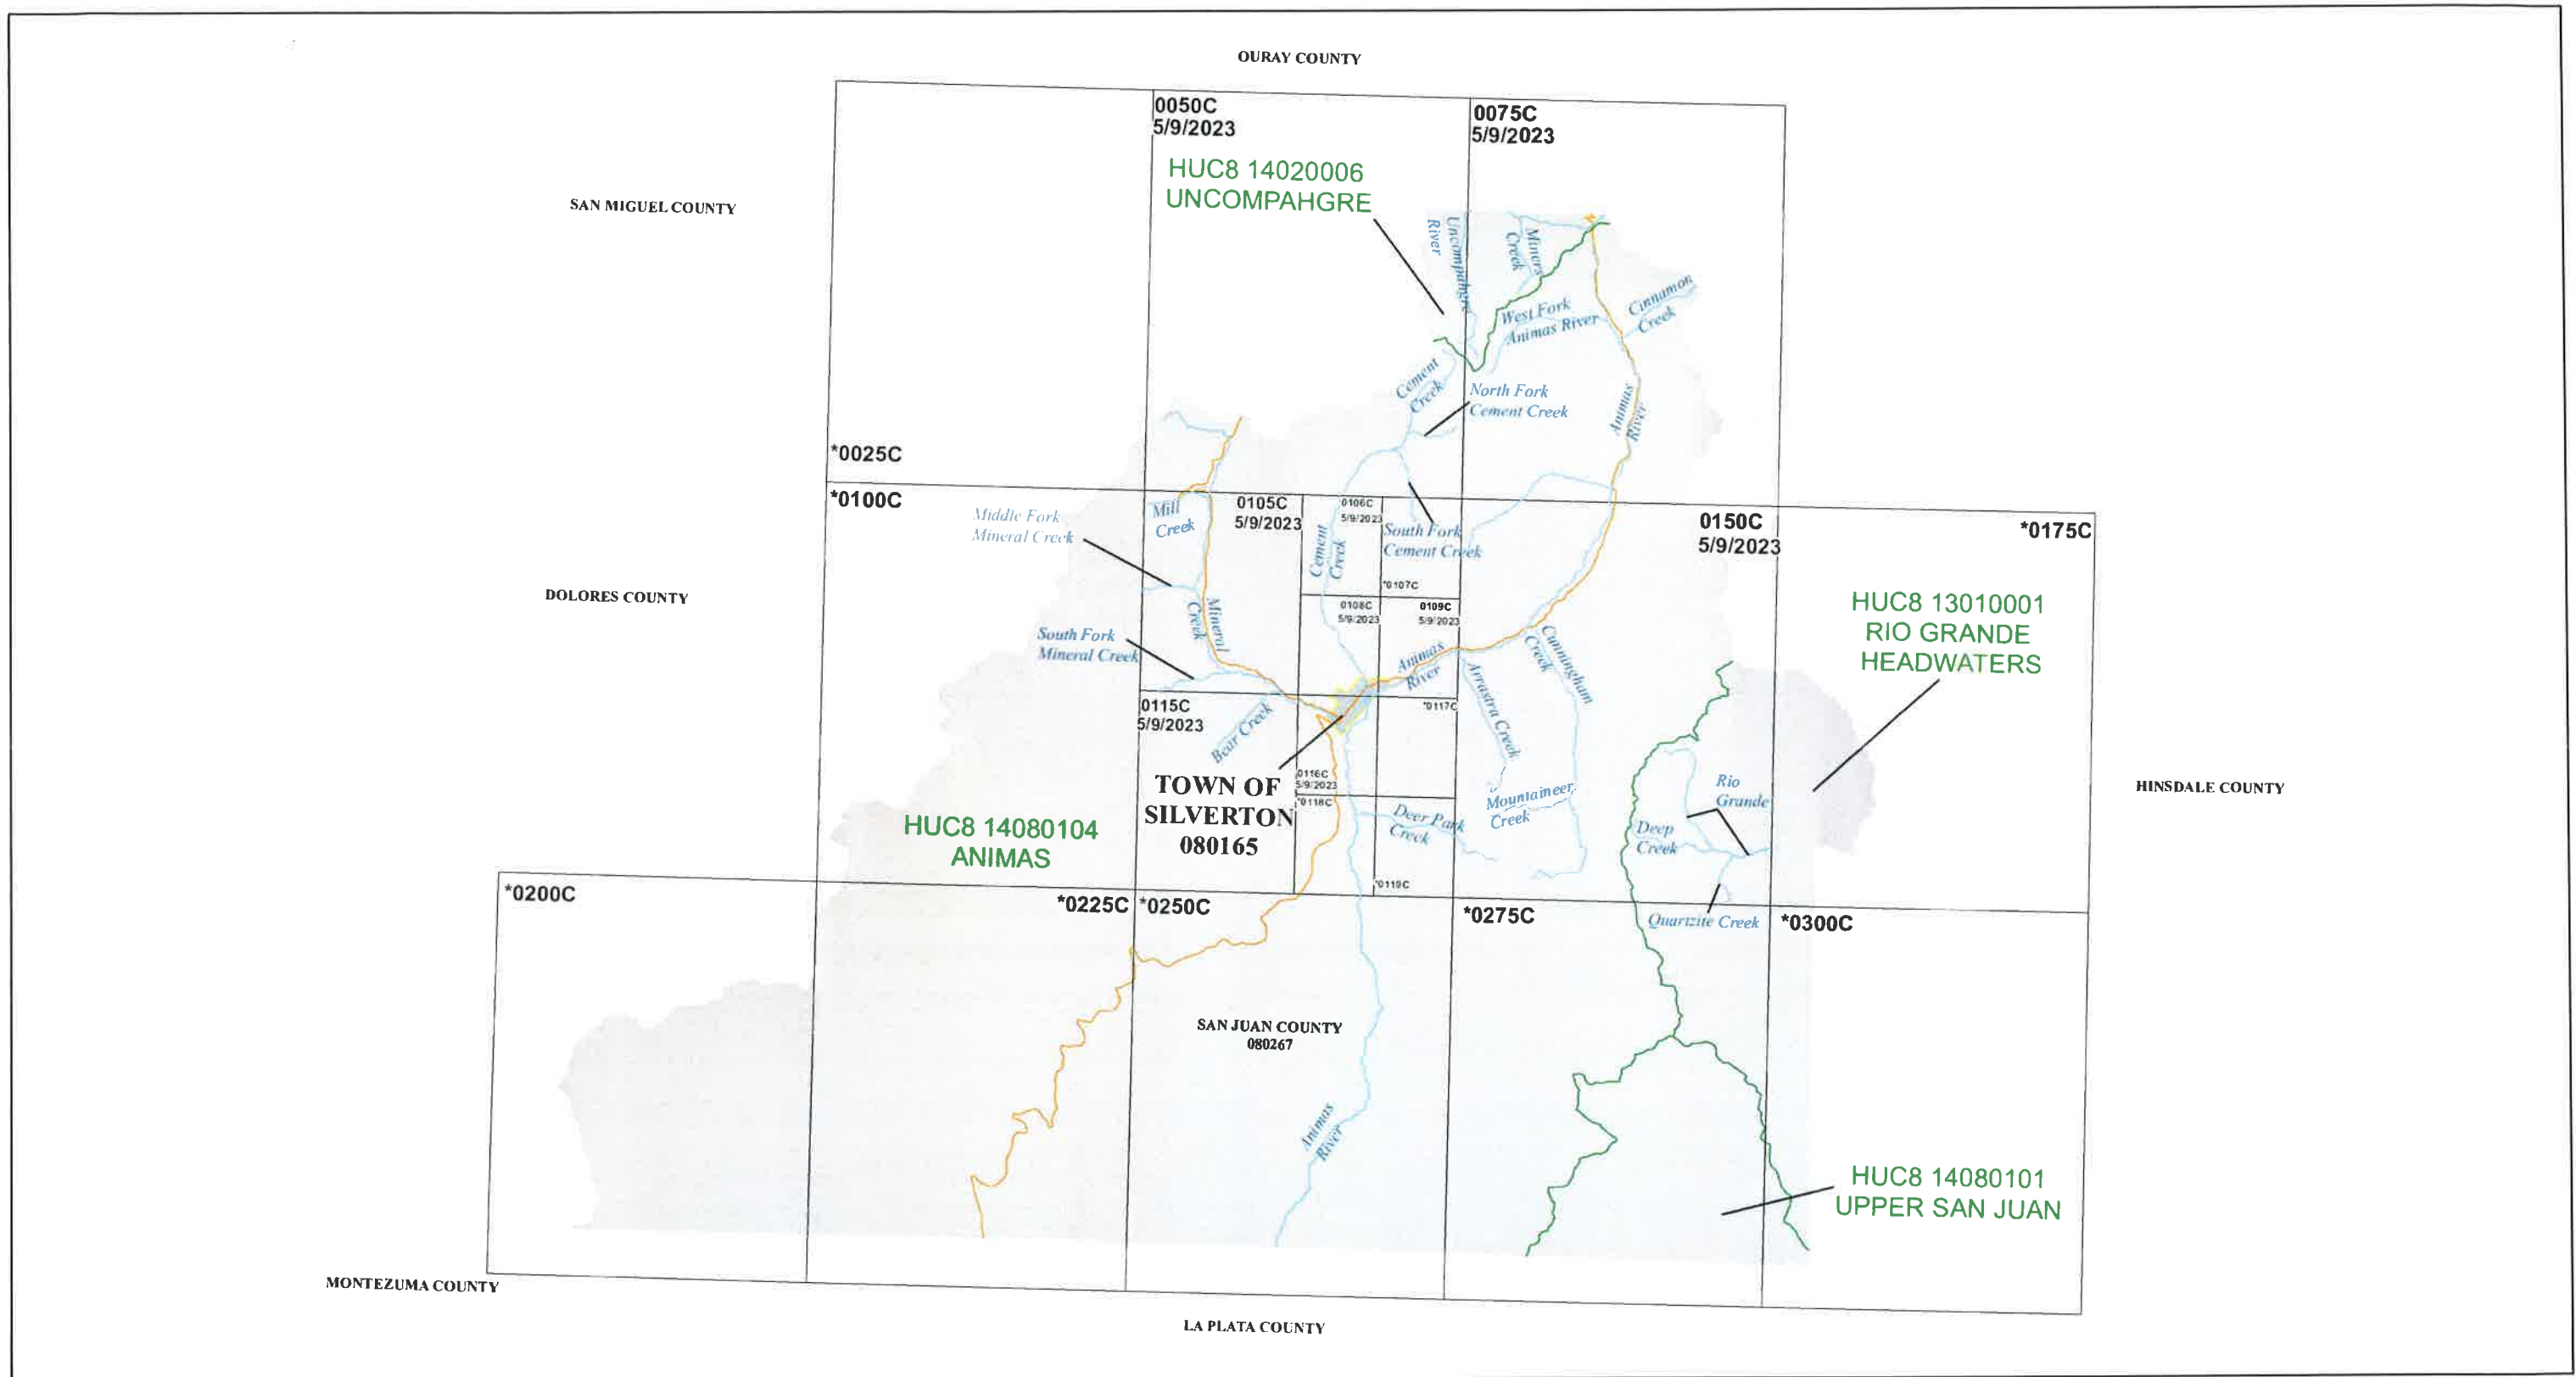 OURAY COUNTY
0050C
5/9/2023
0075C
5/9/2023
HUC8 14020006
UNCOMPAHGRE
SAN MIGUEL COUNTY
Uncompahgre
River
Miners
Creek
Cinnamon
Creek
West Fork
Animas River
Cement
Creek
North Fork
Cement Creek
Animas
River
*0025C
*0100C
Middle Fork
Mineral Creek
Mill
Creek
0105C
5/9/2023
0106C
5/9/2023
Cement
Creek
South Fork
Cement Creek
*0107C
0150C
5/9/2023
*0175C
DOLORES COUNTY
Mineral
Creek
South Fork
Mineral Creek
0108C
5/9/2023
0109C
5/9/2023
Animas
River
Cunningham
Creek
Arrastra Creek
HUC8 13010001
RIO GRANDE
HEADWATERS
0115C
5/9/2023
Bear Creek
*0117C
TOWN OF
SILVERTON
080165
0116C
5/9/2023
*0118C
Mountaineer
Creek
Deer Park
Creek
Rio
Grande
Deep
Creek
HINSDALE COUNTY
HUC8 14080104
ANIMAS
*0119C
*0200C
*0225C
*0250C
*0275C
Quartzite Creek
*0300C
SAN JUAN COUNTY
080267
Animas
River
HUC8 14080101
UPPER SAN JUAN
MONTEZUMA COUNTY
LA PLATA COUNTY